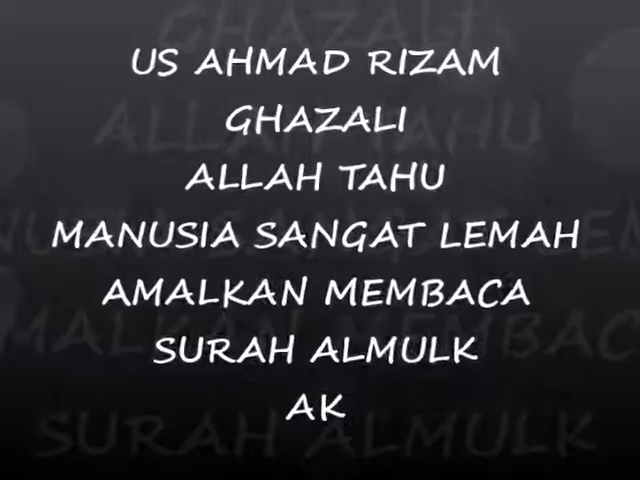 US AHMAD RIZAM
GHAZALI
ALLAH TAHU
MANUSIA SANGAT LEMAH
AMALKAN MEMBACA
SURAH ALMULK
AK